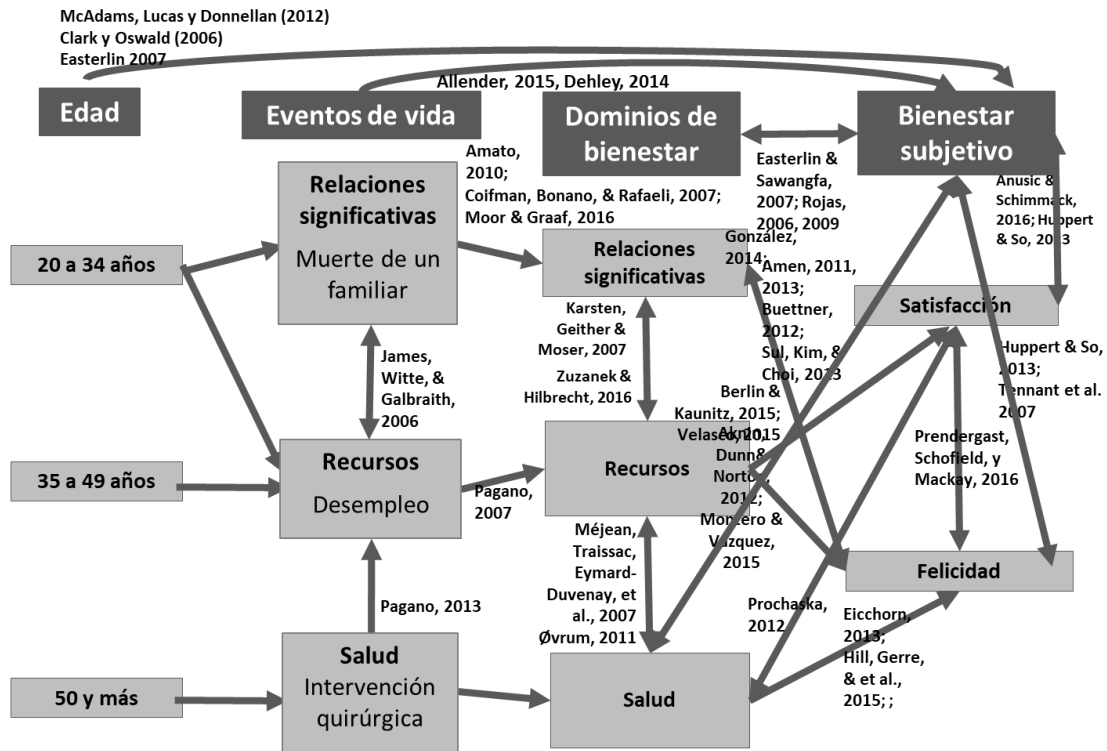 McAdams, Lucas y Donnellan (2012)
Clark y Oswald (2006)
Easterlin 2007
Allender, 2015, Dehley, 2014
Edad
Eventos de vida
Dominios de
bienestar
Bienestar
subjetivo
Amato,
2010;
Coifman, Bonano, & Rafaeli, 2007;
Moor & Graaf, 2016
Easterlin &
Sawangfa,
2007; Rojas,
2006, 2009
Anusic &
Schimmack,
2016; Huppert
& So, 2013
Relaciones
significativas
Muerte de un
familiar
20 a 34 años
Relaciones
significativas
González,
2014;
Amen, 2011,
2013;
Buettner,
2012;
Sul, Kim, &
Choi, 2013
Satisfacción
Karsten,
Geither &
Moser, 2007
Zuzanek &
Hilbrecht, 2016
James,
Witte, &
Galbraith,
2006
Huppert & So,
2013;
Tennant et al.
2007
Berlin &
Kaunitz, 2015;
Velasco, 2015
Aknin,
Dunn&
Norton,
2012;
Montero &
Vázquez,
2015
Prendergast,
Schofield, y
Mackay, 2016
35 a 49 años
Recursos
Desempleo
Pagano,
2007
Recursos
Méjean,
Traissac,
Eymard-
Duvenay, et
al., 2007
Øvrum, 2011
Felicidad
Pagano, 2013
Prochaska,
2012
Eicchorn,
2013;
Hill, Gerre,
& et al.,
2015; ;
50 y más
Salud
Intervención
quirúrgica
Salud